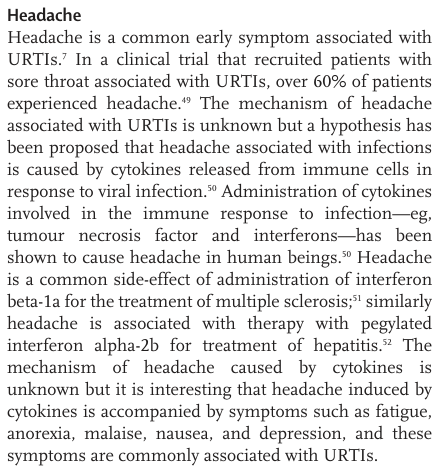 Headache
Headache is a common early symptom associated with
URTIs.⁷ In a clinical trial that recruited patients with
sore throat associated with URTIs, over 60% of patients
experienced headache.⁴⁹ The mechanism of headache
associated with URTIs is unknown but a hypothesis has
been proposed that headache associated with infections
is caused by cytokines released from immune cells in
response to viral infection.⁵⁰ Administration of cytokines
involved in the immune response to infection—eg,
tumour necrosis factor and interferons—has been
shown to cause headache in human beings.⁵⁰ Headache
is a common side-effect of administration of interferon
beta-1a for the treatment of multiple sclerosis;⁵¹ similarly
headache is associated with therapy with pegylated
interferon alpha-2b for treatment of hepatitis.⁵² The
mechanism of headache caused by cytokines is
unknown but it is interesting that headache induced by
cytokines is accompanied by symptoms such as fatigue,
anorexia, malaise, nausea, and depression, and these
symptoms are commonly associated with URTIs.